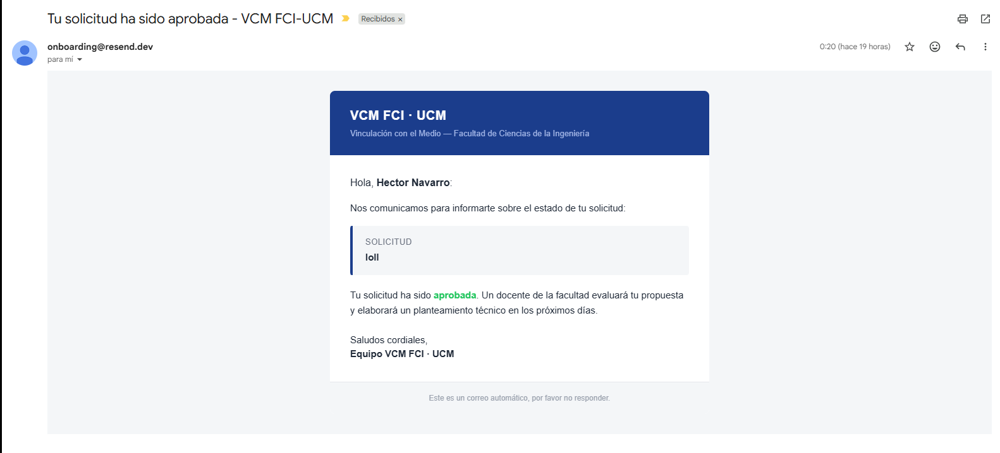 Tu solicitud ha sido aprobada - VCM FCI-UCM
Recibidos ×
onboarding@resend.dev
0:20 (hace 19 horas)
para mí
VCM FCI · UCM
Vinculación con el Medio — Facultad de Ciencias de la Ingeniería
Hola, Hector Navarro:
Nos comunicamos para informarte sobre el estado de tu solicitud:
SOLICITUD
loll
Tu solicitud ha sido aprobada. Un docente de la facultad evaluará tu propuesta
y elaborará un planteamiento técnico en los próximos días.
Saludos cordiales,
Equipo VCM FCI · UCM
Este es un correo automático, por favor no responder.